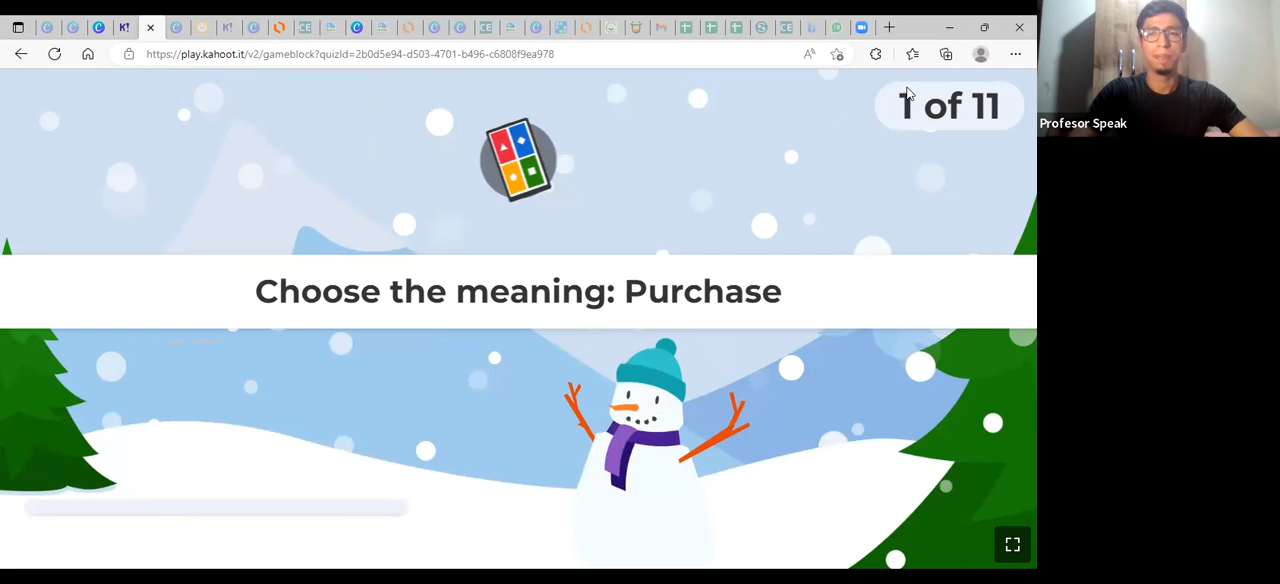 https://play.kahoot.it/v2/gameblock?quizId=2b0d5e94-d503-4701-b496-c6808f9ea978
1 of 11
Profesor Speak
Choose the meaning: Purchase